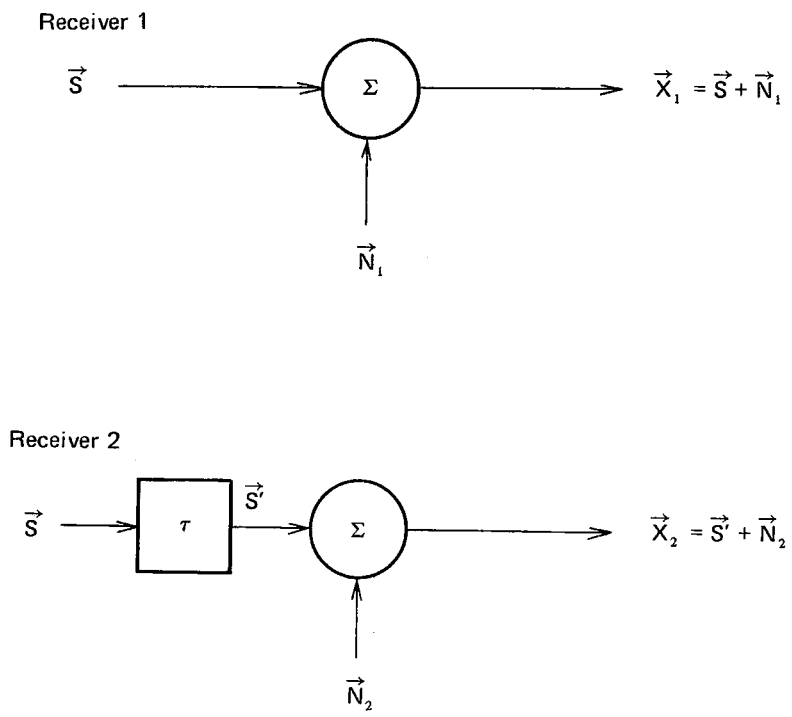 Receiver 1
S⃗ Σ X⃗₁ = S⃗ + N⃗₁
N⃗₁
Receiver 2
S⃗ τ S⃗′ Σ X⃗₂ = S⃗′ + N⃗₂
N⃗₂